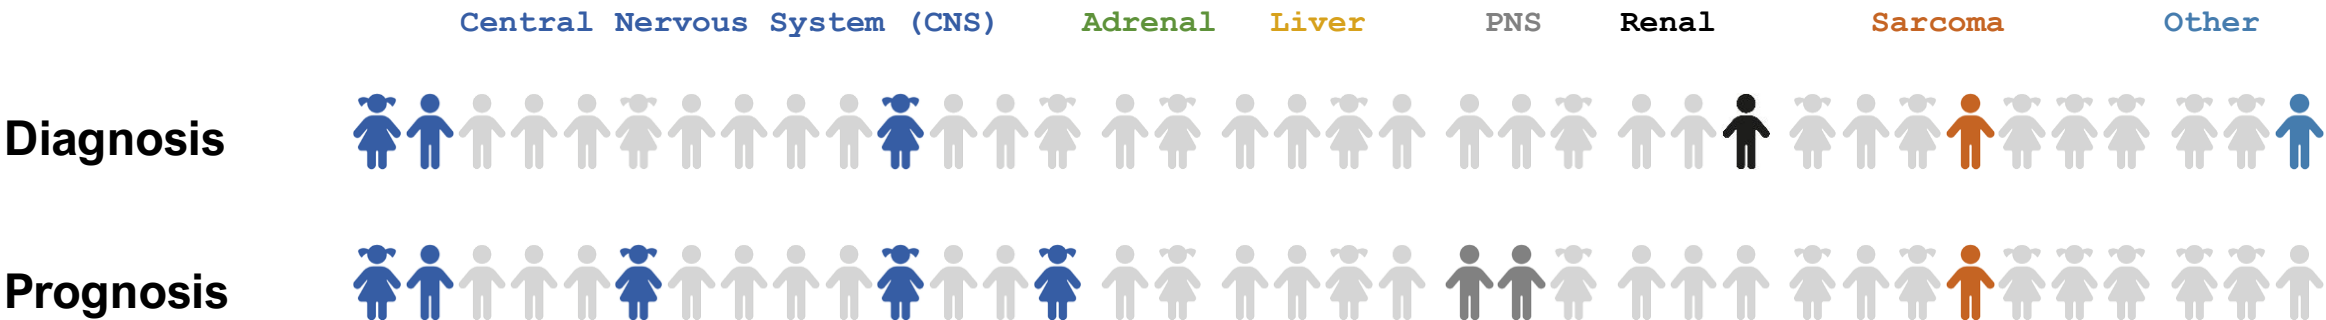 Central Nervous System (CNS) Adrenal Liver PNS Renal Sarcoma Other
Diagnosis
Prognosis